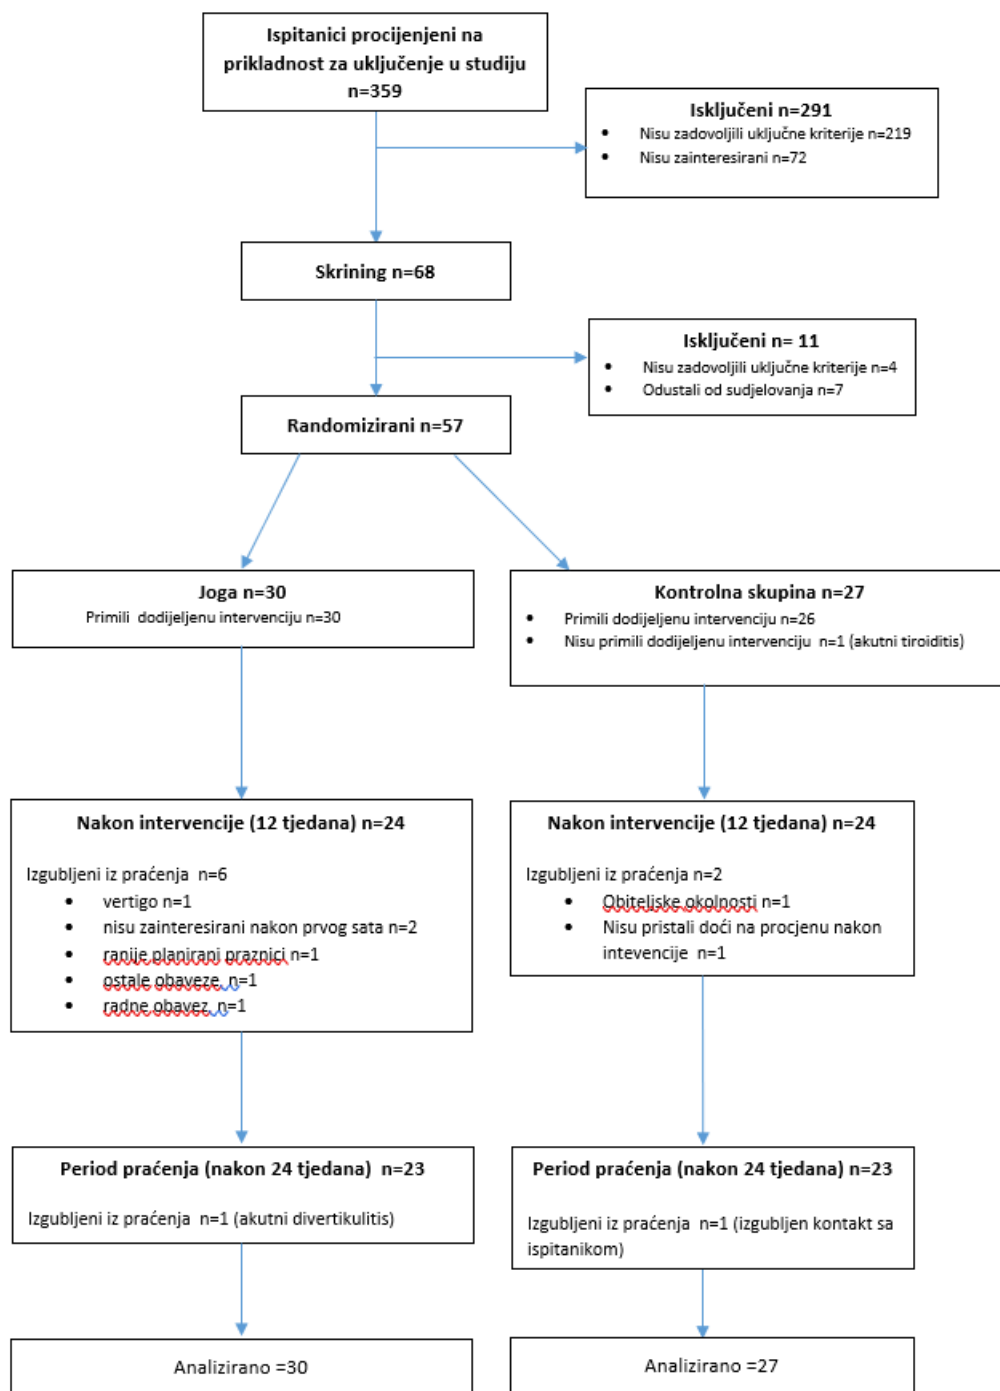 Ispitanici procijenjeni na
prikladnost za uključenje u studiju
n=359
Isključeni n=291
• Nisu zadovoljili uključne kriterije n=219
• Nisu zainteresirani n=72
Skrining n=68
Isključeni n= 11
• Nisu zadovoljili uključne kriterije n=4
• Odustali od sudjelovanja n=7
Randomizirani n=57
Joga n=30
Primili dodijeljenu intervenciju n=30
Kontrolna skupina n=27
• Primili dodijeljenu intervenciju n=26
• Nisu primili dodijeljenu intervenciju n=1 (akutni tiroiditis)
Nakon intervencije (12 tjedana) n=24
Izgubljeni iz praćenja n=6
• vertigo n=1
• nisu zainteresirani nakon prvog sata n=2
• ranije planirani praznici n=1
• ostale obaveze, n=1
• radne obavez, n=1
Nakon intervencije (12 tjedana) n=24
Izgubljeni iz praćenja n=2
• Obiteljske okolnosti n=1
• Nisu pristali doći na procjenu nakon
intevencije n=1
Period praćenja (nakon 24 tjedana) n=23
Izgubljeni iz praćenja n=1 (akutni divertikulitis)
Period praćenja (nakon 24 tjedana) n=23
Izgubljeni iz praćenja n=1 (izgubljen kontakt sa
ispitanikom)
Analizirano =30
Analizirano =27